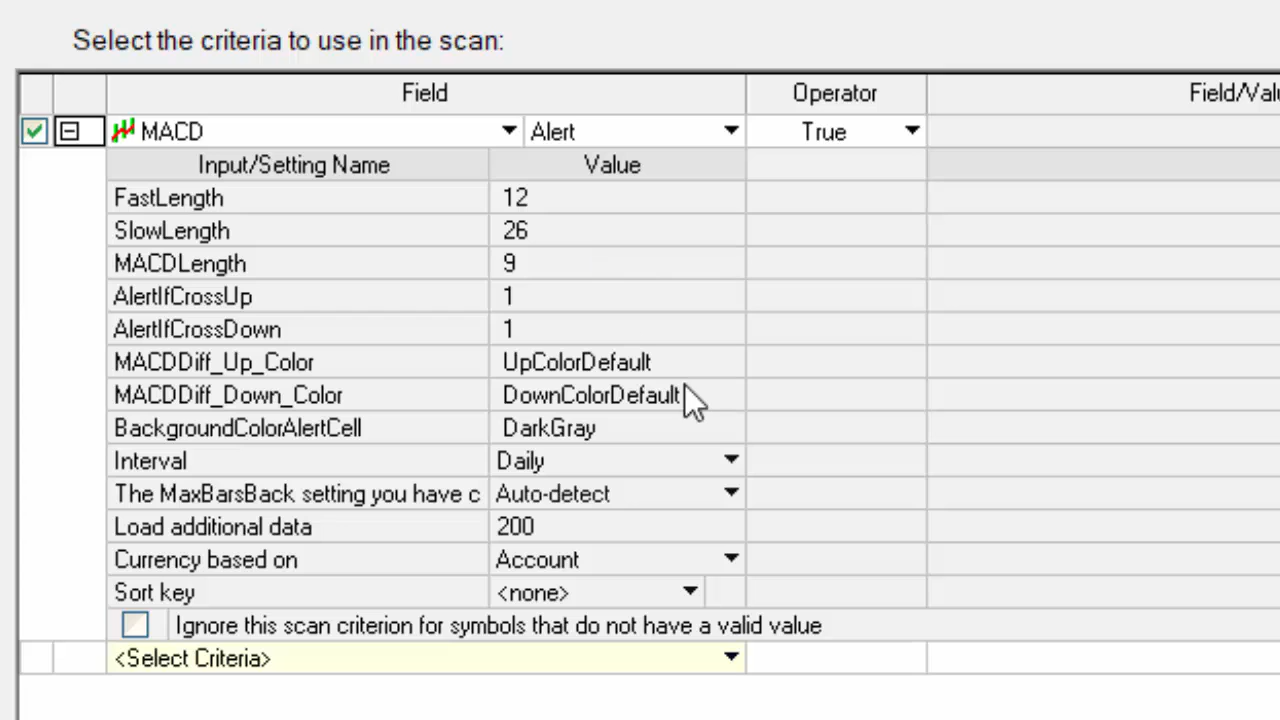 Select the criteria to use in the scan:
Field Operator Field/Valu
MACD Alert True
Input/Setting Name Value
FastLength 12
SlowLength 26
MACDLength 9
AlertIfCrossUp 1
AlertIfCrossDown 1
MACDDiff_Up_Color UpColorDefault
MACDDiff_Down_Color DownColorDefault
BackgroundColorAlertCell DarkGray
Interval Daily
The MaxBarsBack setting you have c Auto-detect
Load additional data 200
Currency based on Account
Sort key <none>
Ignore this scan criterion for symbols that do not have a valid value
<Select Criteria>